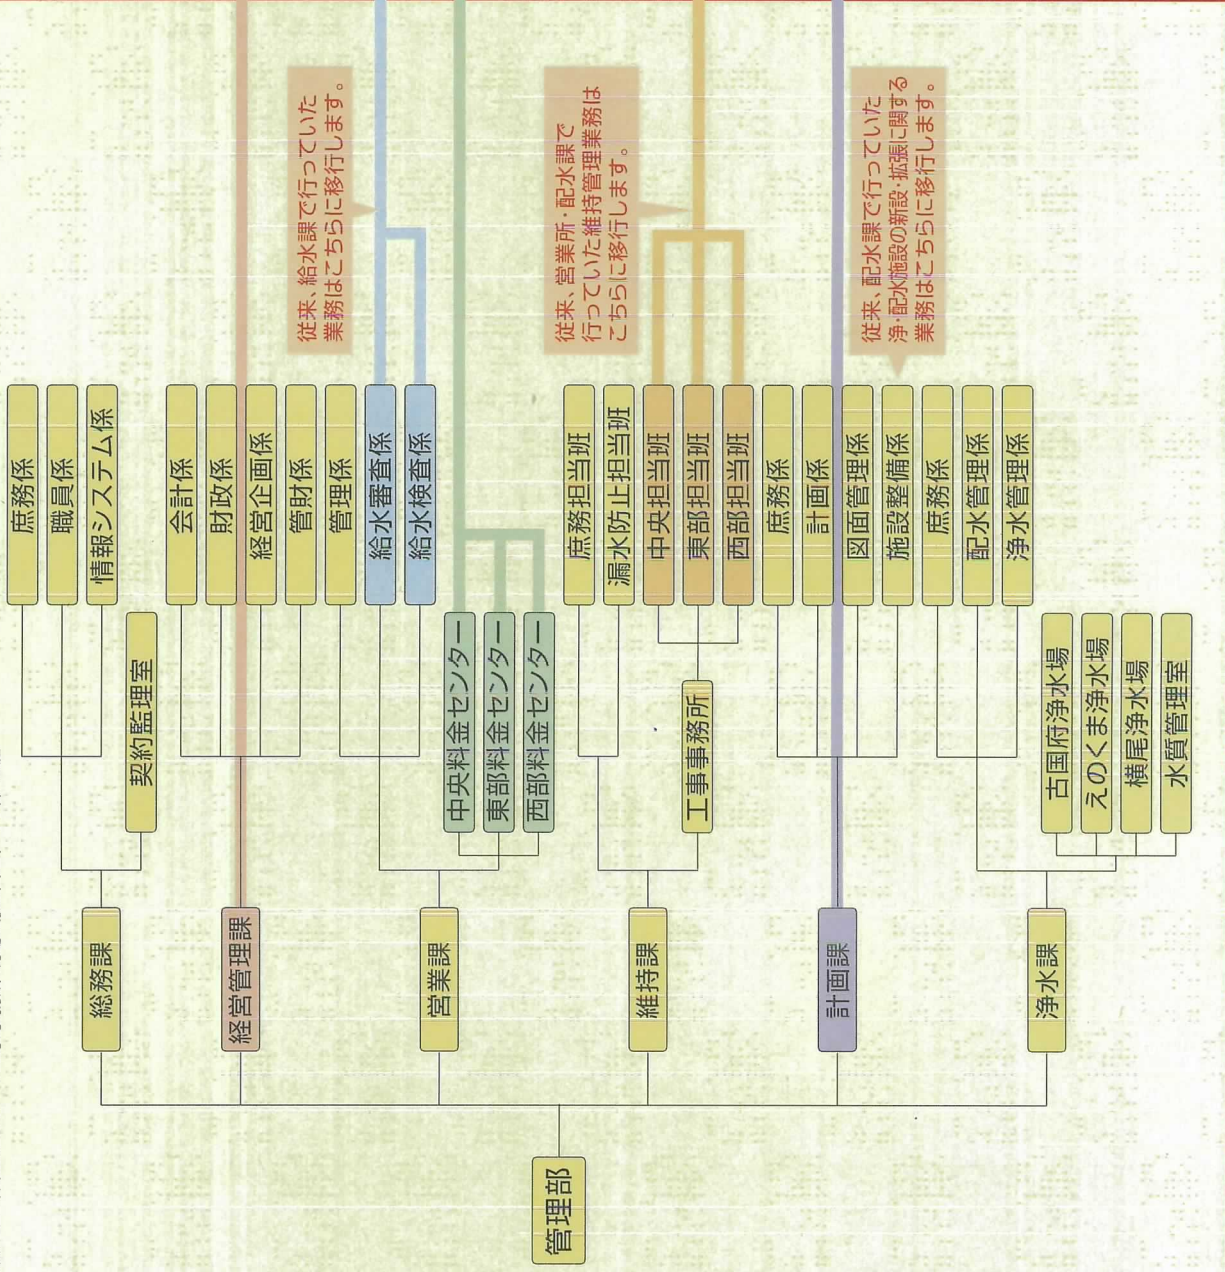 管理部
総務課
庶務係
職員係
情報システム係
契約監理室
経営管理課
会計係
財政係
経営企画係
管財係
営業課
管理係
給水審査係
給水検査係
従来、給水課で行っていた
業務はこちらに移行します。
中央料金センター
東部料金センター
西部料金センター
維持課
庶務担当班
漏水防止担当班
工事事務所
中央担当班
東部担当班
西部担当班
従来、営業所・配水課で
行っていた維持管理業務は
こちらに移行します。
計画課
庶務係
計画係
図面管理係
施設整備係
従来、配水課で行っていた
浄・配水施設の新設・拡張に関する
業務はこちらに移行します。
浄水課
庶務係
配水管理係
浄水管理係
古国府浄水場
えのくま浄水場
横尾浄水場
水質管理室